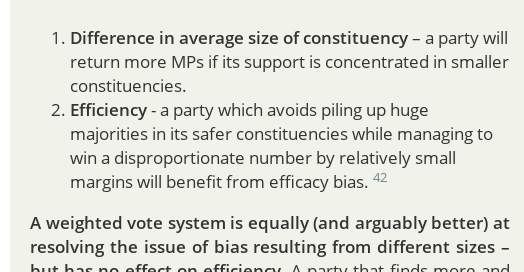 1. Difference in average size of constituency – a party will
return more MPs if its support is concentrated in smaller
constituencies.
2. Efficiency - a party which avoids piling up huge
majorities in its safer constituencies while managing to
win a disproportionate number by relatively small
margins will benefit from efficacy bias. 42
A weighted vote system is equally (and arguably better) at
resolving the issue of bias resulting from different sizes –
but has no effect on efficiency. A party that finds more and